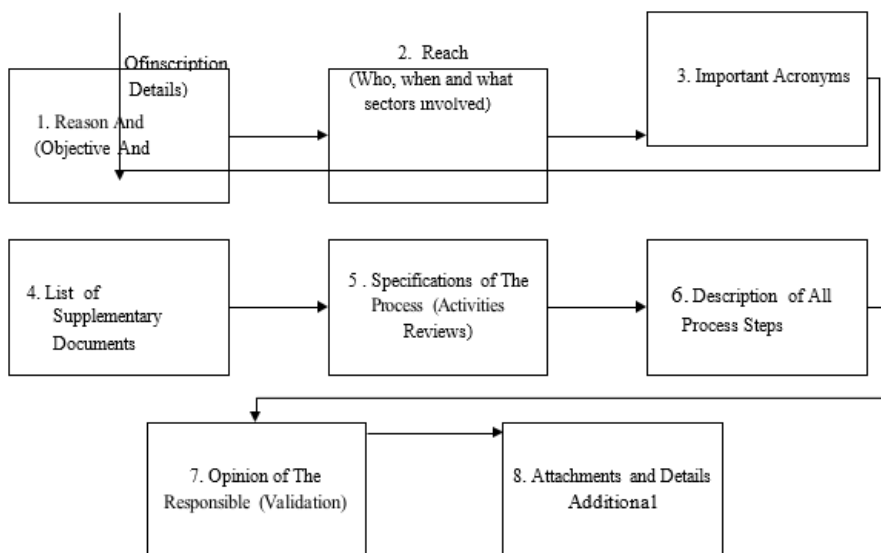 Ofinscription
Details)
1. Reason And
(Objective And
2. Reach
(Who, when and what
sectors involved)
3. Important Acronyms
4. List of
Supplementary
Documents
5 . Specifications of The
Process (Activities
Reviews)
6. Description of All
Process Steps
7. Opinion of The
Responsible (Validation)
8. Attachments and Details
Additional